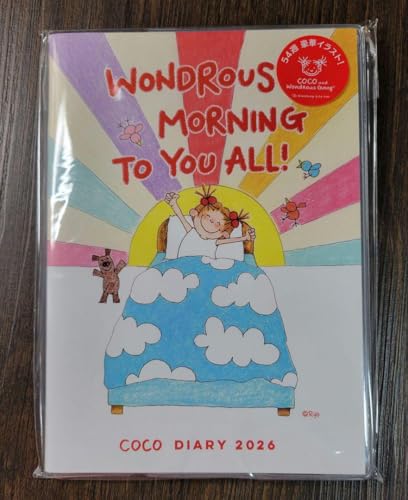 WONDROUS
MORNING
TO YOU ALL!
54週 豪華イラスト!
COCO and
Wondrous Gang
COCO DIARY 2026